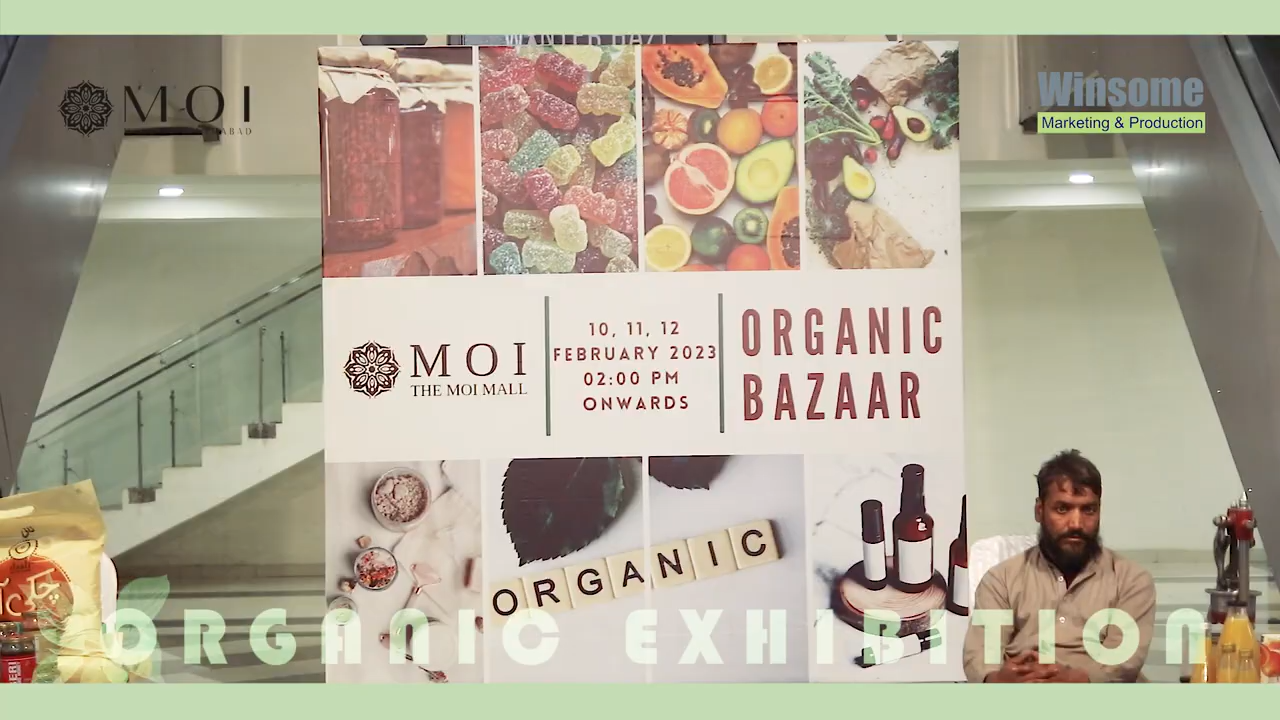 MOI
Winsome
Marketing & Production
MOI
THE MOI MALL
10, 11, 12
FEBRUARY 2023
02:00 PM
ONWARDS
ORGANIC
BAZAAR
ORGANIC
ORGANIC EXHIBITION